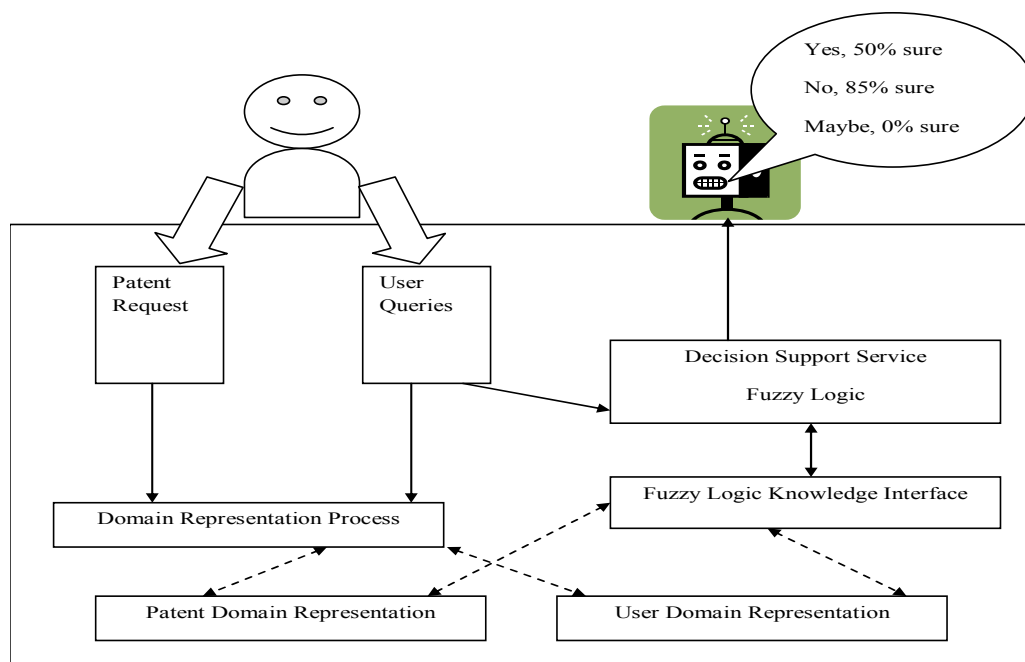 Yes, 50% sure
No, 85% sure
Maybe, 0% sure
Patent
Request
User
Queries
Decision Support Service
Fuzzy Logic
Domain Representation Process
Fuzzy Logic Knowledge Interface
Patent Domain Representation
User Domain Representation